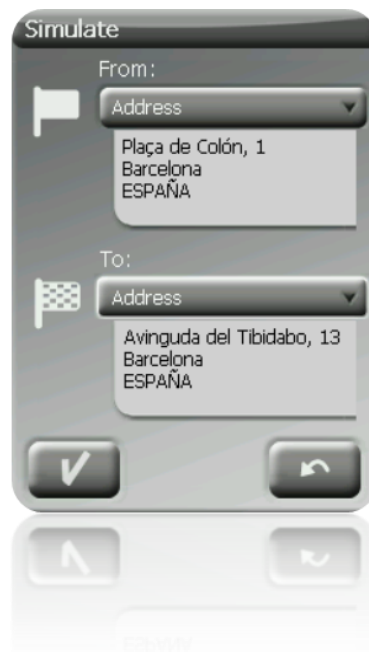 Simulate
From:
Address
Plaça de Colón, 1
Barcelona
ESPAÑA
To:
Address
Avinguda del Tibidabo, 13
Barcelona
ESPAÑA